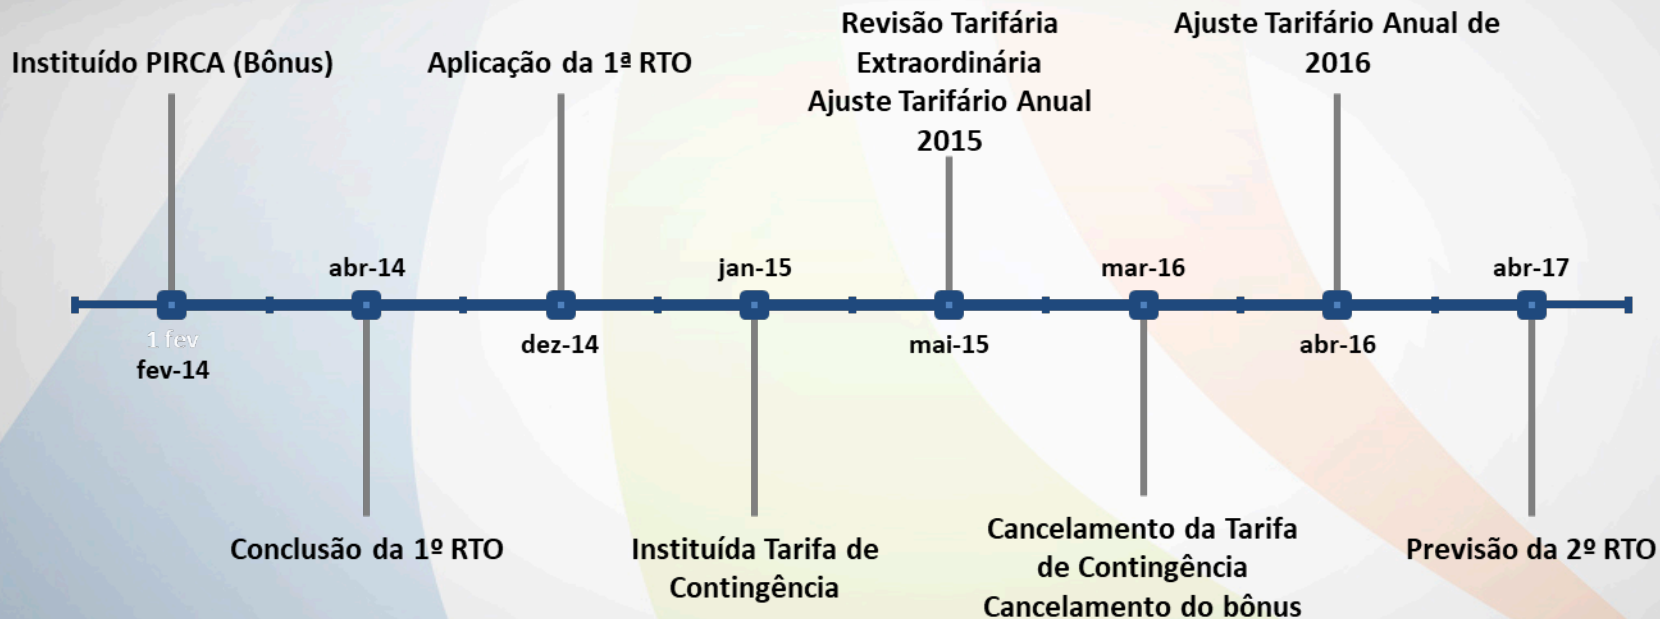 Instituído PIRCA (Bônus)
Aplicação da 1ª RTO
Revisão Tarifária
Extraordinária
Ajuste Tarifário Anual
2015
Ajuste Tarifário Anual de
2016
abr-14
jan-15
mar-16
abr-17
1 fev
fev-14
dez-14
mai-15
abr-16
Conclusão da 1º RTO
Instituída Tarifa de
Contingência
Cancelamento da Tarifa
de Contingência
Cancelamento do bônus
Previsão da 2º RTO